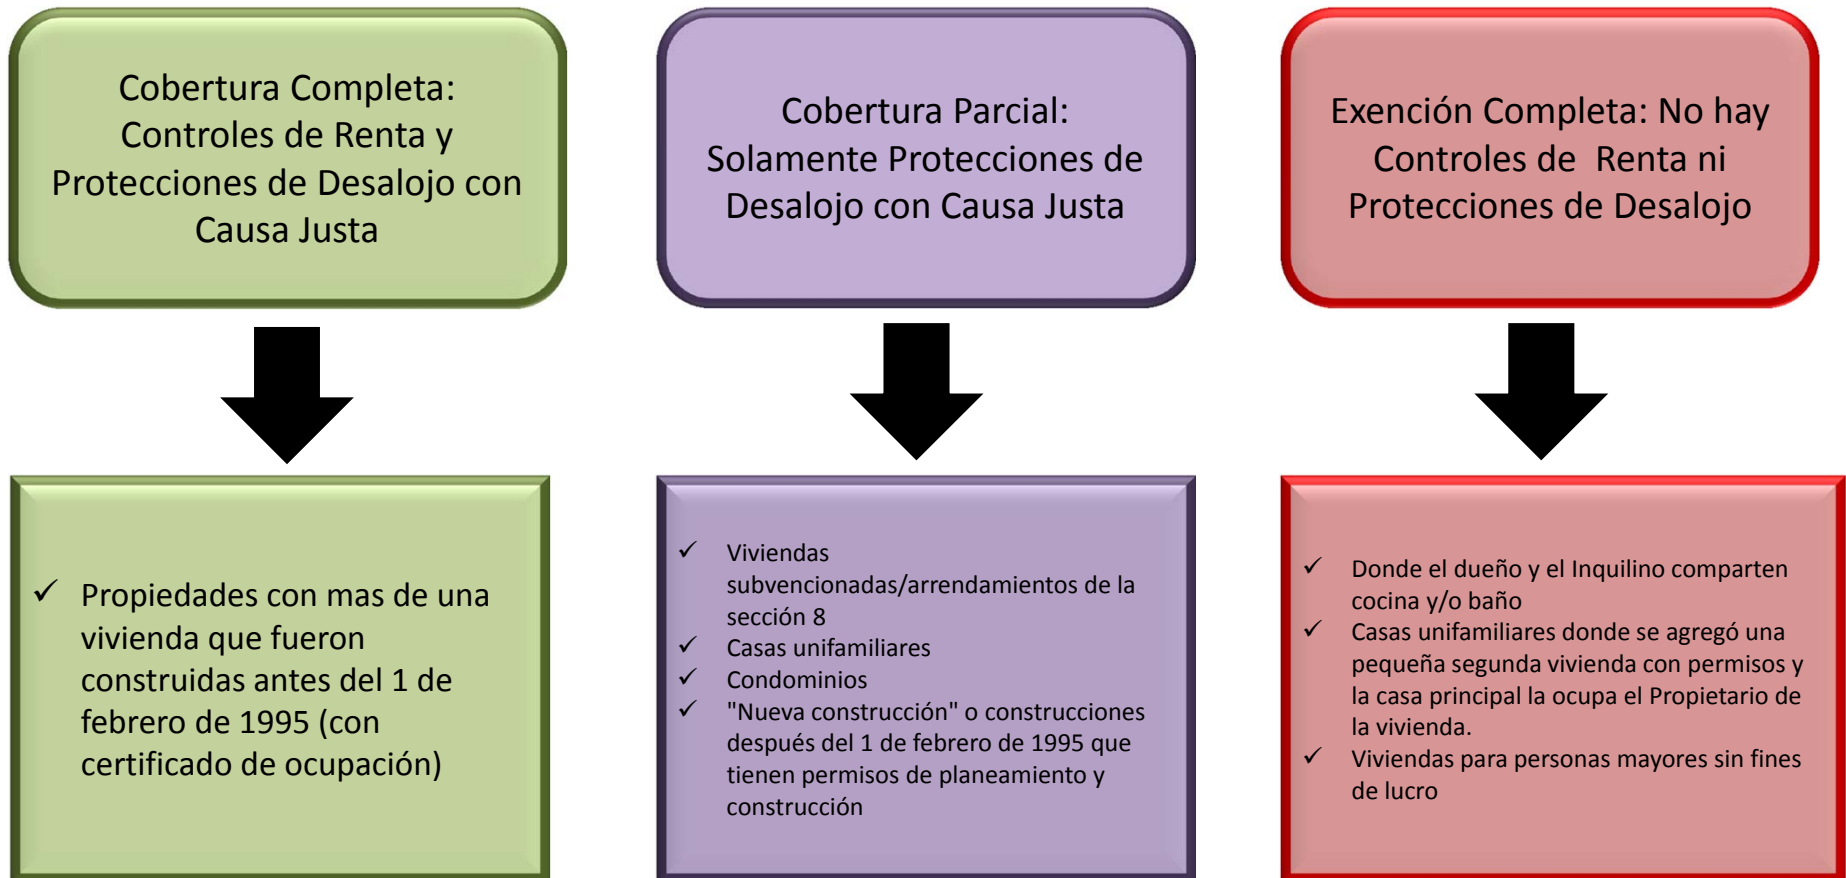 Cobertura Completa:
Controles de Renta y
Protecciones de Desalojo con
Causa Justa
✓ Propiedades con mas de una
vivienda que fueron
construidas antes del 1 de
febrero de 1995 (con
certificado de ocupación)
Cobertura Parcial:
Solamente Protecciones de
Desalojo con Causa Justa
✓ Viviendas
subvencionadas/arrendamientos de la
sección 8
✓ Casas unifamiliares
✓ Condominios
✓ "Nueva construcción" o construcciones
después del 1 de febrero de 1995 que
tienen permisos de planeamiento y
construcción
Exención Completa: No hay
Controles de Renta ni
Protecciones de Desalojo
✓ Donde el dueño y el Inquilino comparten
cocina y/o baño
✓ Casas unifamiliares donde se agregó una
pequeña segunda vivienda con permisos y
la casa principal la ocupa el Propietario de
la vivienda.
✓ Viviendas para personas mayores sin fines
de lucro